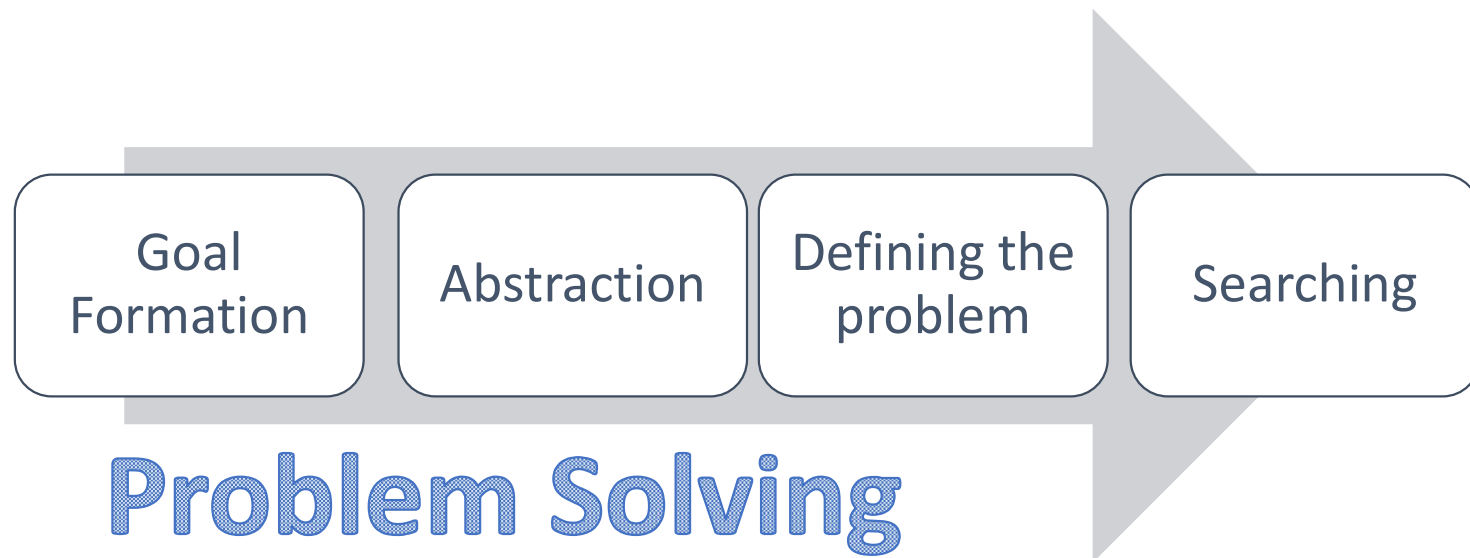 Goal
Formation
Abstraction
Defining the
problem
Searching
Problem Solving